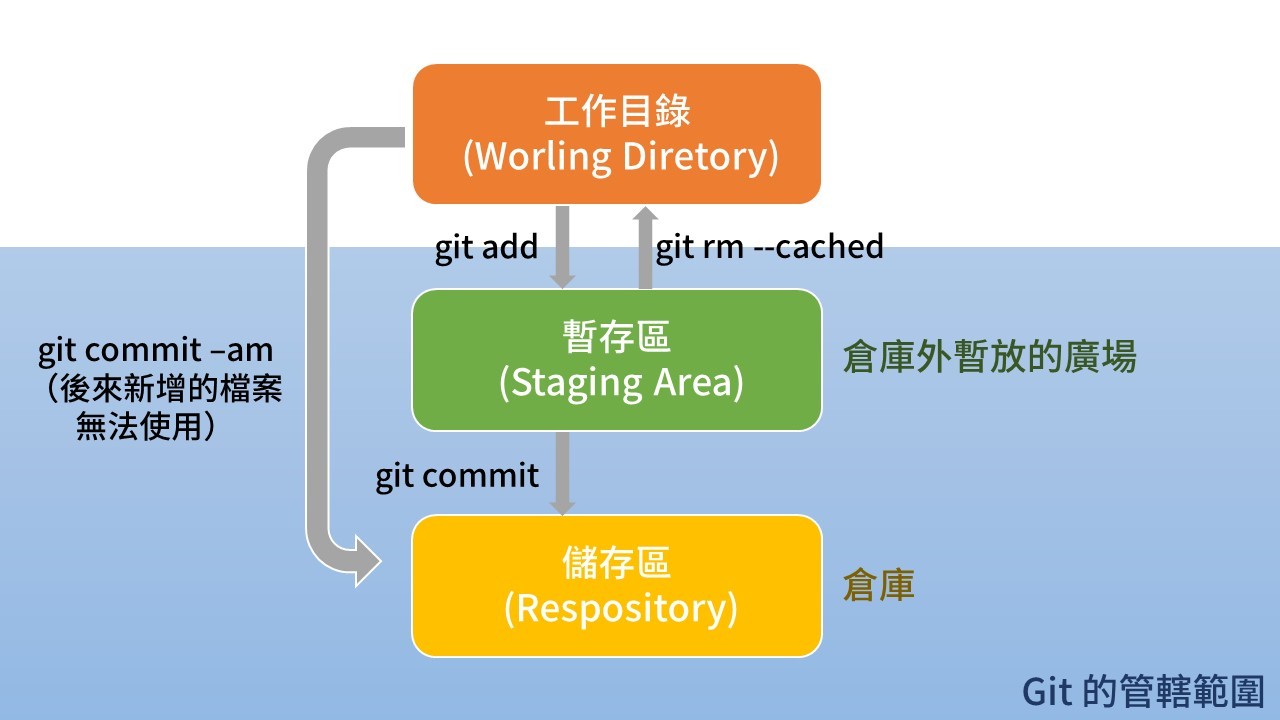 工作目錄
(Worling Diretory)
git add
git rm --cached
git commit –am
（後來新增的檔案
無法使用）
暫存區
(Staging Area)
倉庫外暫放的廣場
git commit
儲存區
(Respository)
倉庫
Git 的管轄範圍